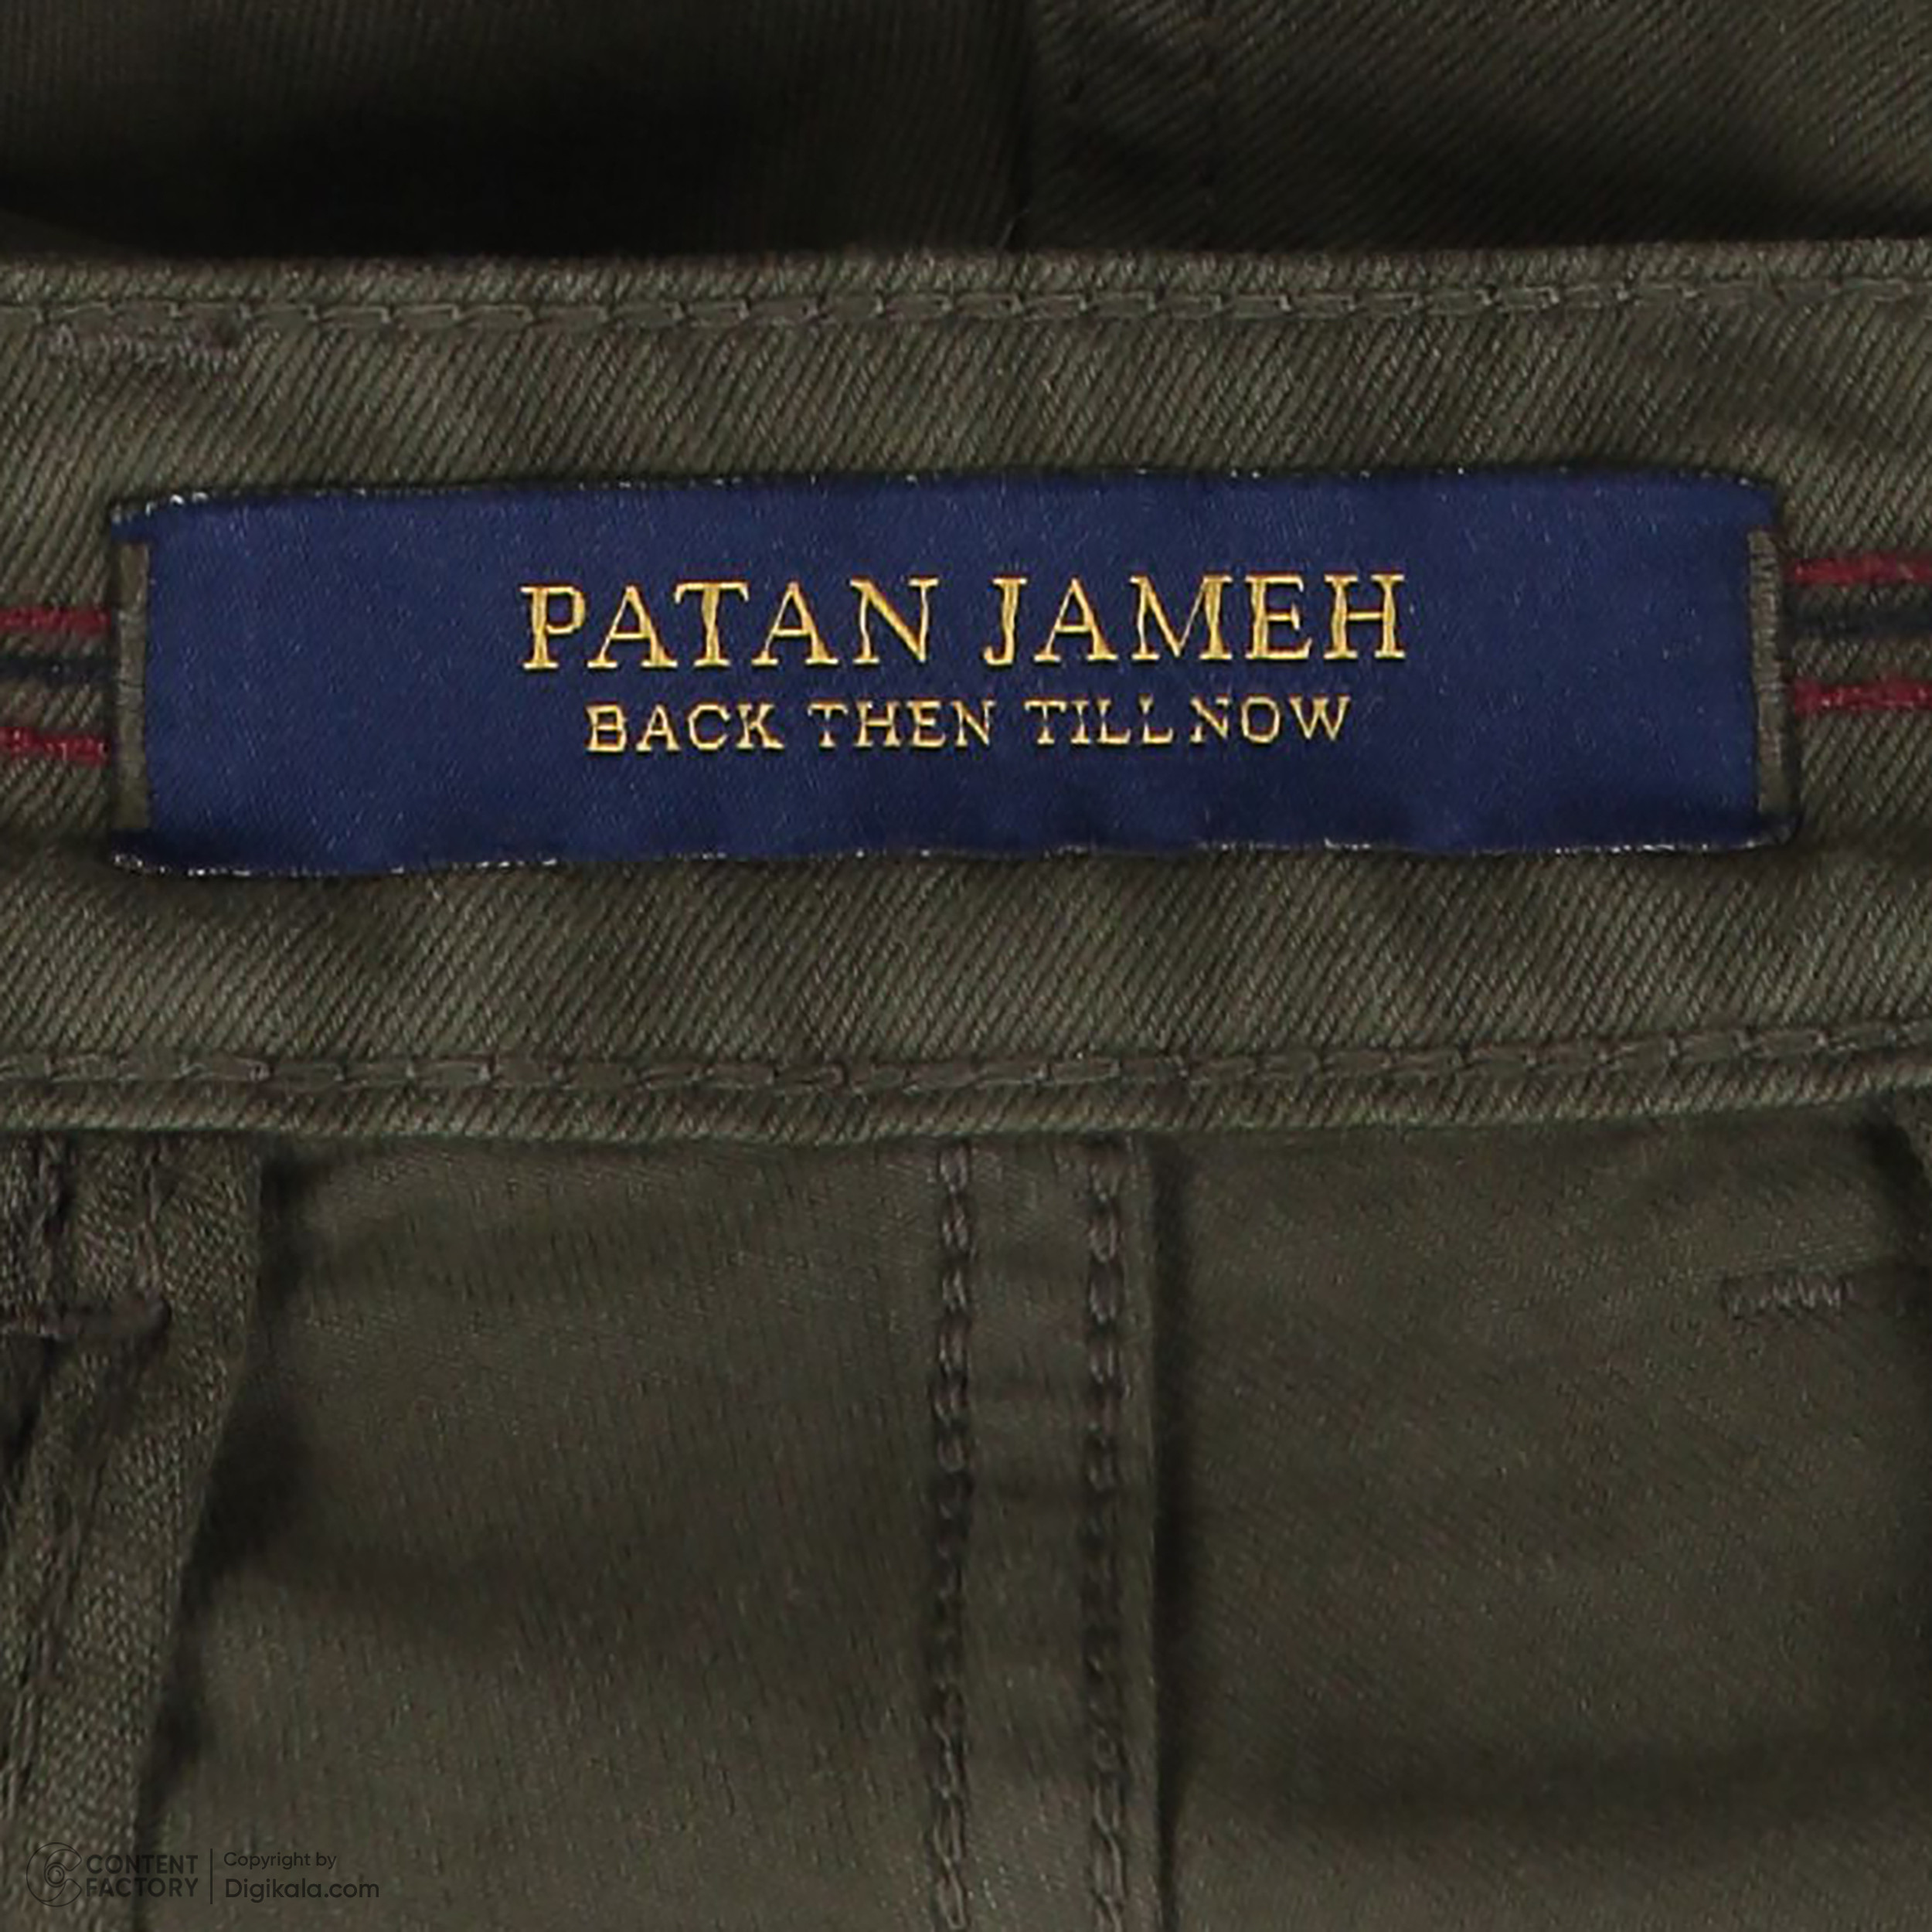 PATAN JAMEH
BACK THEN TILL NOW
CONTENT
FACTORY
Copyright by
Digikala.com